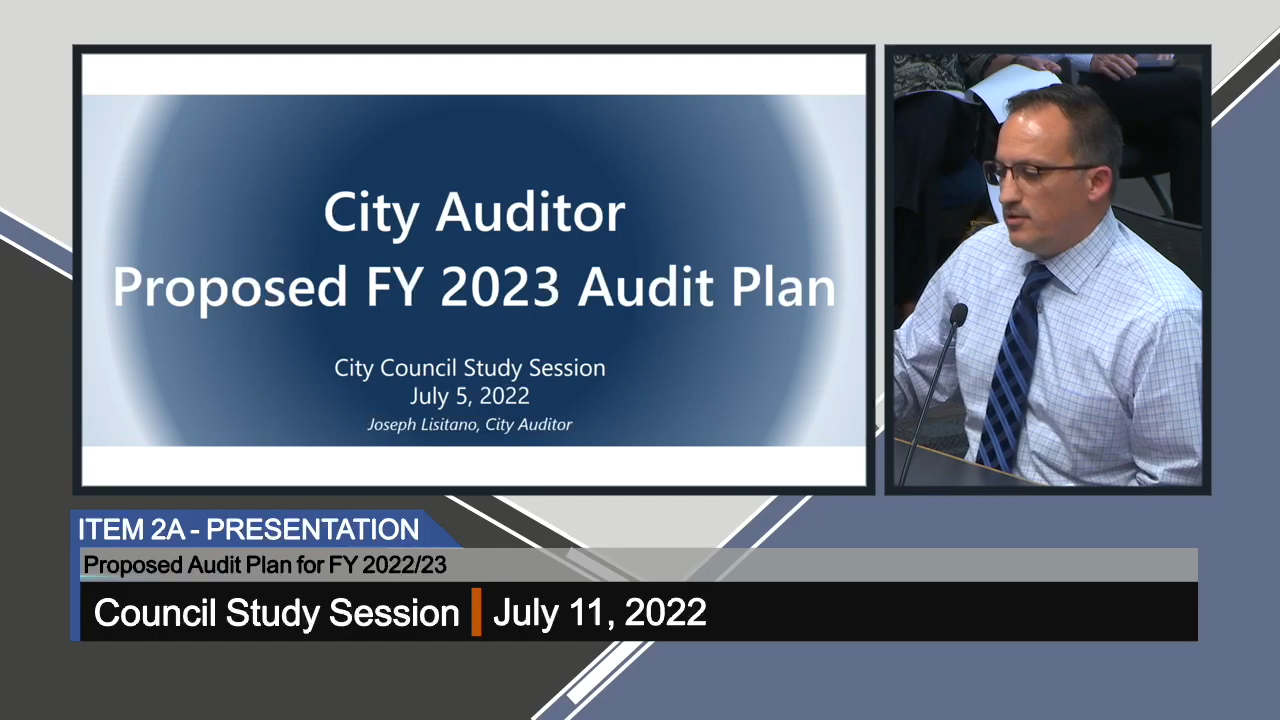 City Auditor
Proposed FY 2023 Audit Plan
City Council Study Session
July 5, 2022
Joseph Lisitano, City Auditor
ITEM 2A - PRESENTATION
Proposed Audit Plan for FY 2022/23
Council Study Session
July 11, 2022